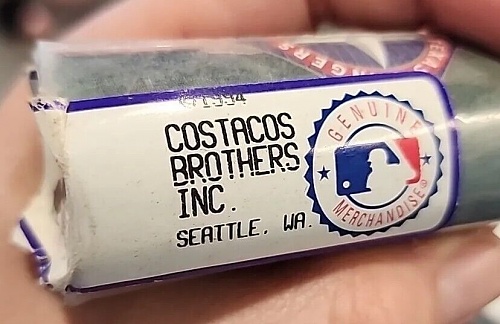 ©1994
COSTACOS
BROTHERS
INC.
SEATTLE, WA.
GENUINE
MERCHANDISE®